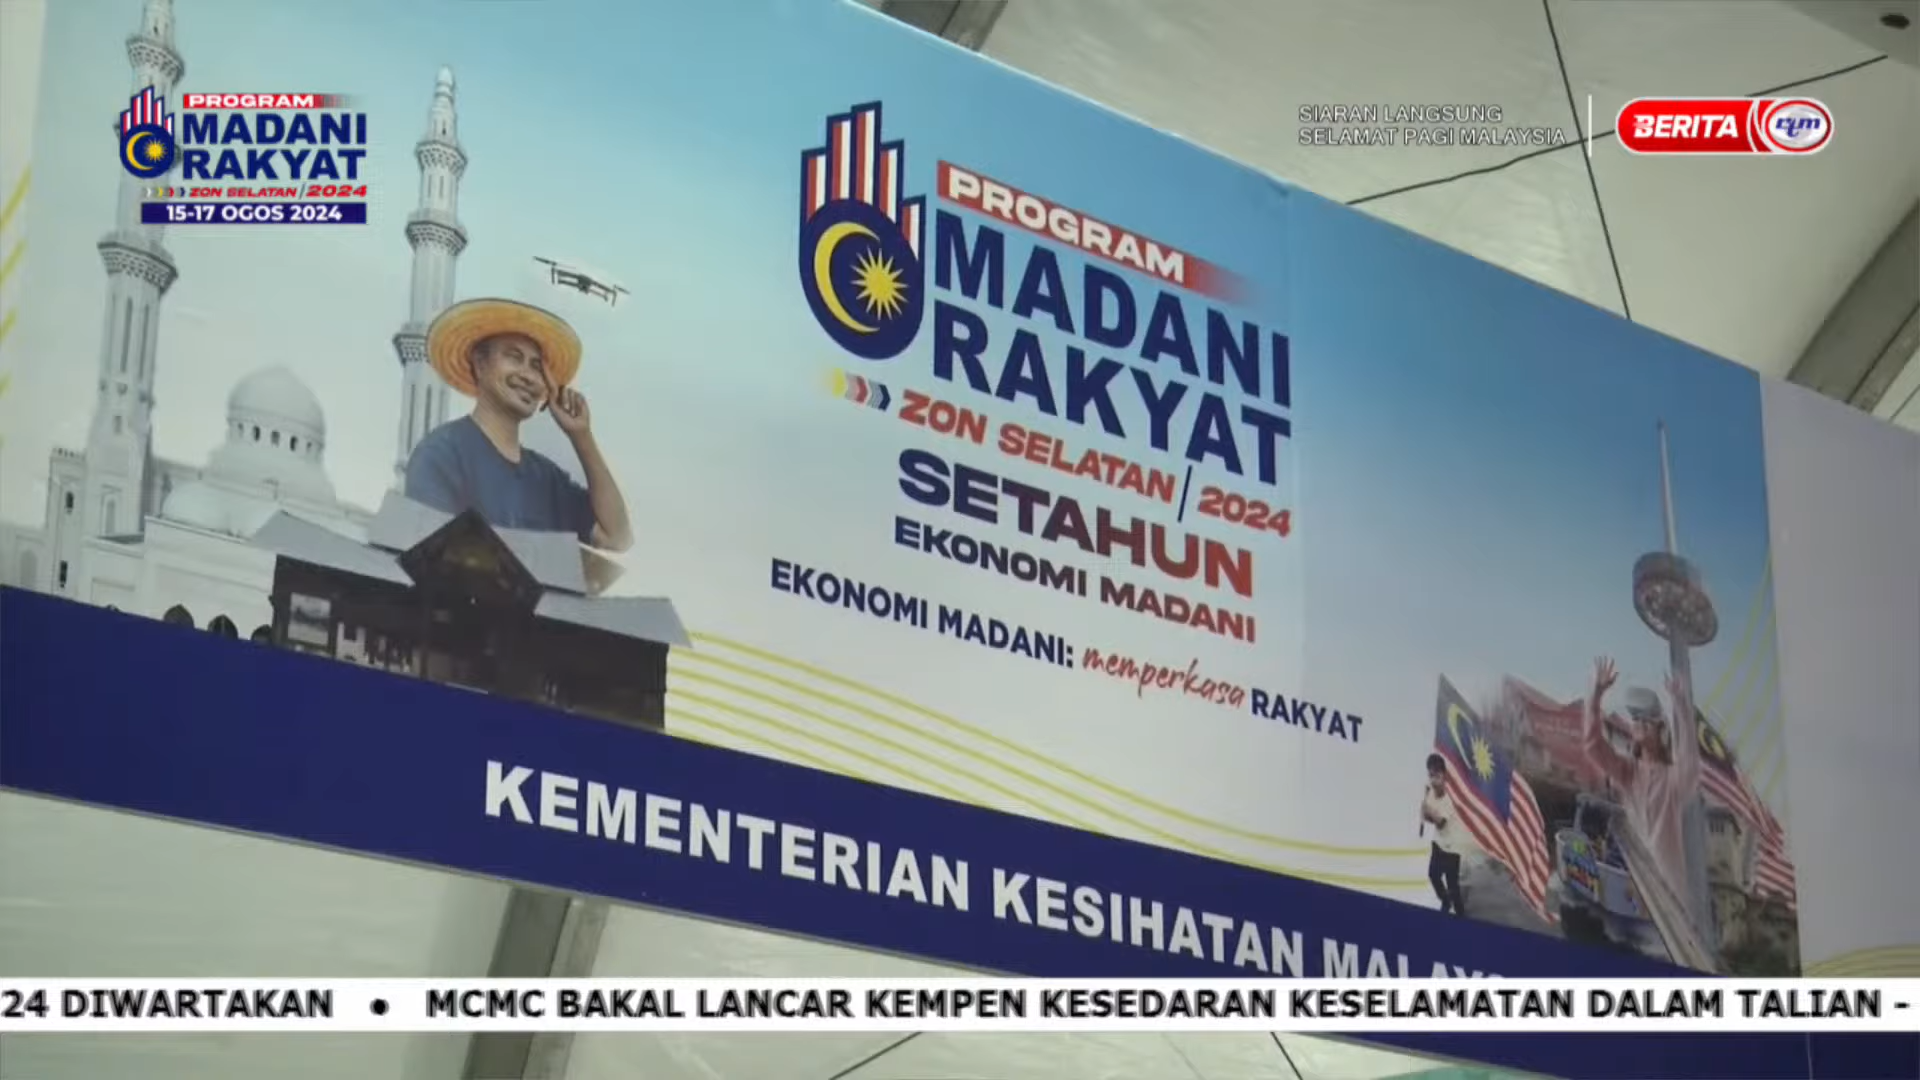 PROGRAM
MADANI
RAKYAT
ZON SELATAN/2024
15-17 OGOS 2024
SIARAN LANGSUNG
SELAMAT PAGI MALAYSIA
BERITA rtm
PROGRAM
MADANI
RAKYAT
ZON SELATAN/2024
SETAHUN
EKONOMI MADANI
EKONOMI MADANI: memperkasa RAKYAT
KEMENTERIAN KESIHATAN MALAYS
24 DIWARTAKAN • MCMC BAKAL LANCAR KEMPEN KESEDARAN KESELAMATAN DALAM TALIAN -